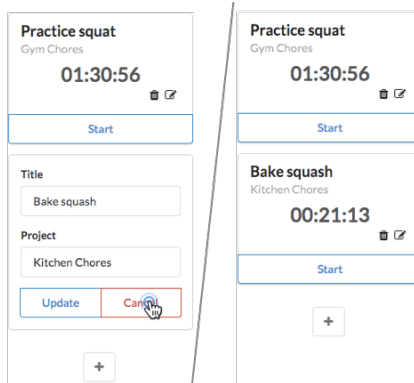 Practice squat
Gym Chores
01:30:56
Start
Title
Bake squash
Project
Kitchen Chores
Update
Cancel
+
Practice squat
Gym Chores
01:30:56
Start
Bake squash
Kitchen Chores
00:21:13
Start
+